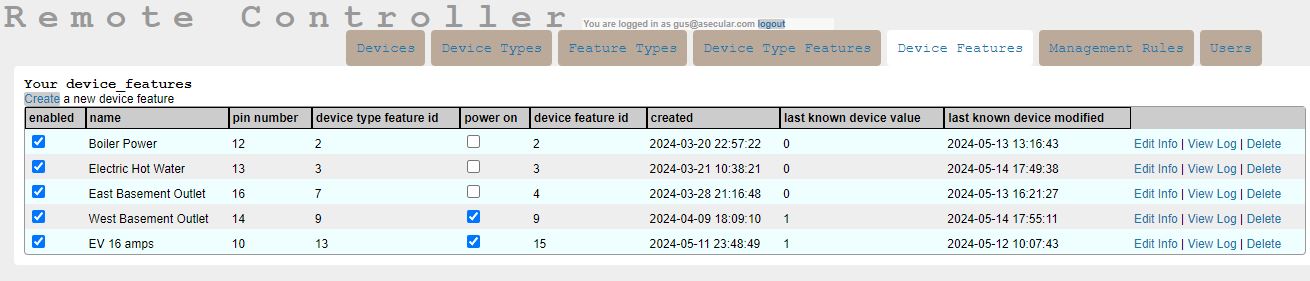 Remote Controller You are logged in as gus@asecular.com logout
Devices Device Types Feature Types Device Type Features Device Features Management Rules Users
Your device_features
Create a new device feature
enabled name pin number device type feature id power on device feature id created last known device value last known device modified
Boiler Power 12 2 2 2024-03-20 22:57:22 0 2024-05-13 13:16:43 Edit Info | View Log | Delete
Electric Hot Water 13 3 3 2024-03-21 10:38:21 0 2024-05-14 17:49:38 Edit Info | View Log | Delete
East Basement Outlet 16 7 4 2024-03-28 21:16:48 0 2024-05-13 16:21:27 Edit Info | View Log | Delete
West Basement Outlet 14 9 9 2024-04-09 18:09:10 1 2024-05-14 17:55:11 Edit Info | View Log | Delete
EV 16 amps 10 13 15 2024-05-11 23:48:49 1 2024-05-12 10:07:43 Edit Info | View Log | Delete